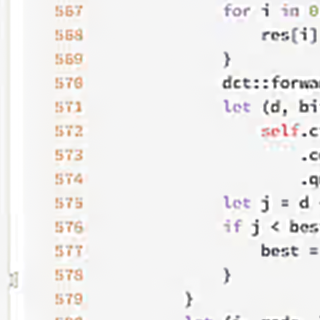 567 for i in 0
568 res[i]
569 }
570 dct::forwa
571 let (d, bi
572 self.c
573 .c
574 .q
575 let j = d
576 if j < bes
577 best =
578 }
579 }